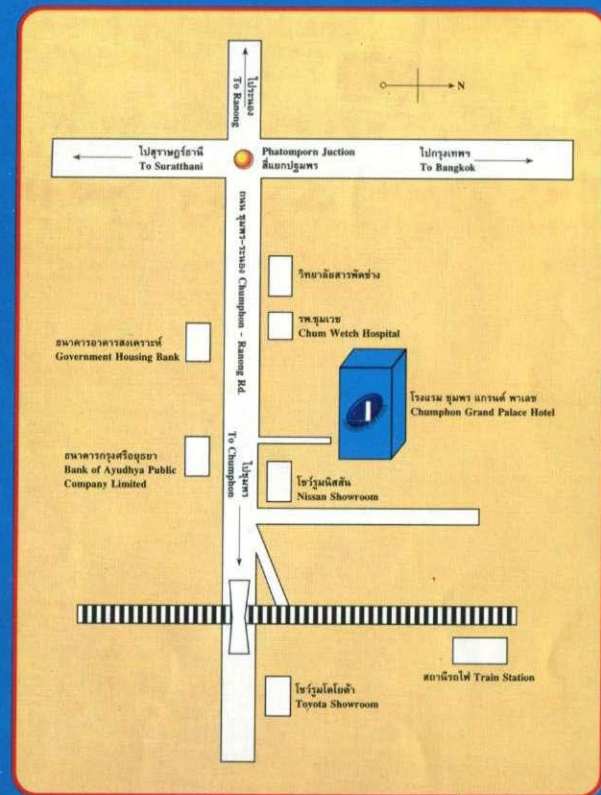 ไประนอง
To Ranong
N
ไปสุราษฎร์ธานี
To Suratthani
Phatomporn Juction
สี่แยกปฐมพร
ไปกรุงเทพฯ
To Bangkok
ถนน ชุมพร-ระนอง Chumphon - Ranong Rd.
วิทยาลัยสารพัดช่าง
รพ.ชุมเวช
Chum Wetch Hospital
ธนาคารอาคารสงเคราะห์
Government Housing Bank
โรงแรม ชุมพร แกรนด์ พาเลซ
Chumphon Grand Palace Hotel
ธนาคารกรุงศรีอยุธยา
Bank of Ayudhya Public
Company Limited
ไปชุมพร
To Chumphon
โชว์รูมนิสสัน
Nissan Showroom
สถานีรถไฟ Train Station
โชว์รูมโตโยต้า
Toyota Showroom